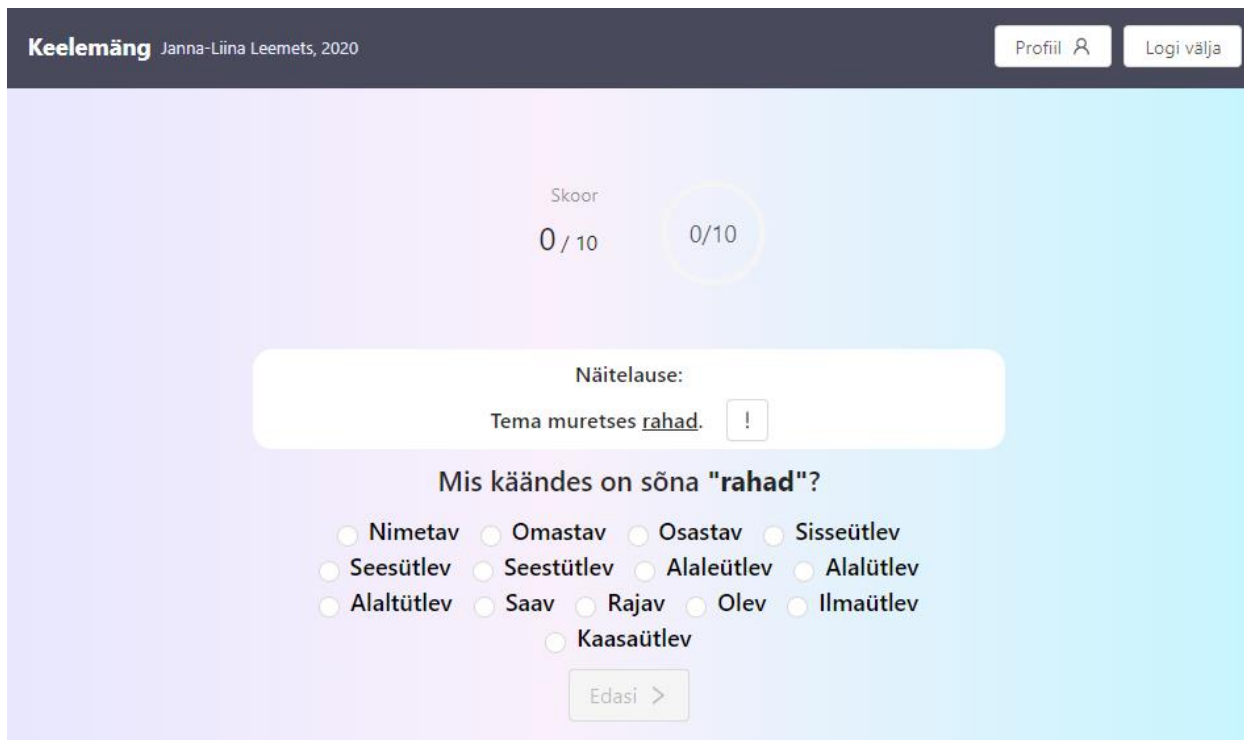 Keelemäng Janna-Liina Leemets, 2020 Profiil Logi välja
Skoor
0 / 10 0/10
Näitelause:
Tema muretses rahad. !
Mis käändes on sõna "rahad"?
Nimetav Omastav Osastav Sisseütlev
Seesütlev Seestütlev Alaleütlev Alalütlev
Alaltütlev Saav Rajav Olev Ilmaütlev
Kaasaütlev
Edasi >